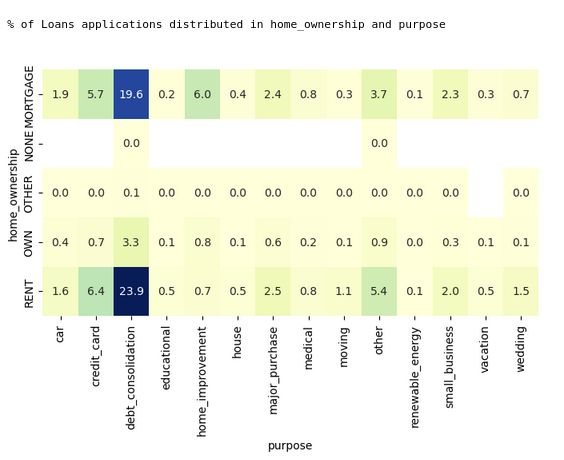 % of Loans applications distributed in home_ownership and purpose
home_ownership
MORTGAGE 1.9 5.7 19.6 0.2 6.0 0.4 2.4 0.8 0.3 3.7 0.1 2.3 0.3 0.7
NONE 0.0 0.0
OTHER 0.0 0.0 0.1 0.0 0.0 0.0 0.0 0.0 0.0 0.0 0.0 0.0 0.0
OWN 0.4 0.7 3.3 0.1 0.8 0.1 0.6 0.2 0.1 0.9 0.0 0.3 0.1 0.1
RENT 1.6 6.4 23.9 0.5 0.7 0.5 2.5 0.8 1.1 5.4 0.1 2.0 0.5 1.5
car credit_card debt_consolidation educational home_improvement house major_purchase medical moving other renewable_energy small_business vacation wedding
purpose